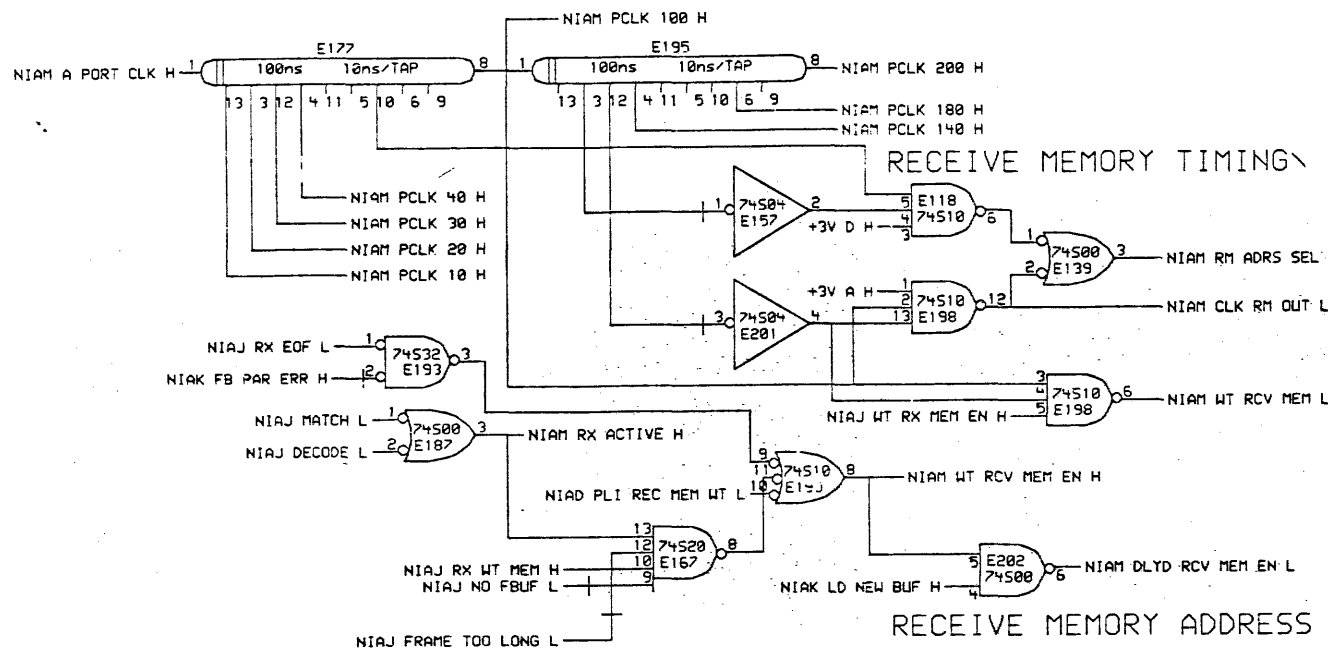 NIAM PCLK 100 H
E177
E195
NIAM A PORT CLK H
1
100ns 10ns/TAP
8
1
100ns 10ns/TAP
8
NIAM PCLK 200 H
13 3 12 4 11 5 10 6 9
13 3 12 4 11 5 10 6 9
NIAM PCLK 180 H
NIAM PCLK 140 H
RECEIVE MEMORY TIMING
NIAM PCLK 40 H
NIAM PCLK 30 H
NIAM PCLK 20 H
NIAM PCLK 10 H
1
74S04
E157
2
+3V D H
5
4
3
E118
74S10
6
1
2
74S00
E139
3
NIAM RM ADRS SEL
3
74S04
E201
4
+3V A H
1
2
13
74S10
E198
12
NIAM CLK RM OUT L
NIAJ RX EOF L
NIAK FB PAR ERR H
1
2
74S32
E193
3
NIAJ WT RX MEM EN H
3
4
5
74S10
E198
6
NIAM WT RCV MEM L
NIAJ MATCH L
NIAJ DECODE L
1
2
74S00
E187
3
NIAM RX ACTIVE H
NIAD PLI REC MEM WT L
9
11
10
74S10
8
NIAM WT RCV MEM EN H
NIAJ RX WT MEM H
NIAJ NO FBUF L
NIAJ FRAME TOO LONG L
13
12
10
9
74S20
E167
8
NIAK LD NEW BUF H
5
4
E202
74S00
6
NIAM DLYD RCV MEM EN L
RECEIVE MEMORY ADDRESS